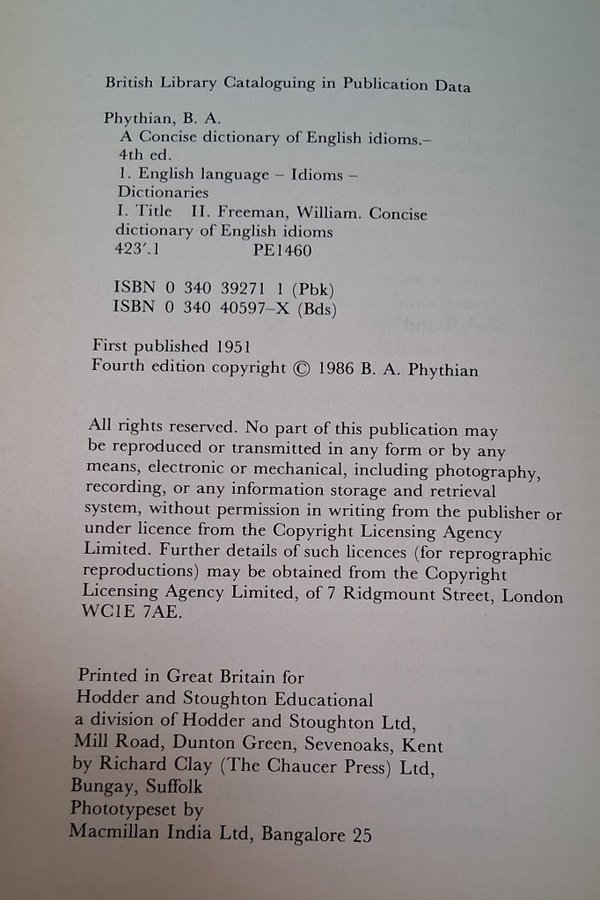 British Library Cataloguing in Publication Data
Phythian, B. A.
A Concise dictionary of English idioms.–
4th ed.
1. English language – Idioms –
Dictionaries
I. Title II. Freeman, William. Concise
dictionary of English idioms
423′.1 PE1460
ISBN 0 340 39271 1 (Pbk)
ISBN 0 340 40597–X (Bds)
First published 1951
Fourth edition copyright © 1986 B. A. Phythian
All rights reserved. No part of this publication may
be reproduced or transmitted in any form or by any
means, electronic or mechanical, including photography,
recording, or any information storage and retrieval
system, without permission in writing from the publisher or
under licence from the Copyright Licensing Agency
Limited. Further details of such licences (for reprographic
reproductions) may be obtained from the Copyright
Licensing Agency Limited, of 7 Ridgmount Street, London
WC1E 7AE.
Printed in Great Britain for
Hodder and Stoughton Educational
a division of Hodder and Stoughton Ltd,
Mill Road, Dunton Green, Sevenoaks, Kent
by Richard Clay (The Chaucer Press) Ltd,
Bungay, Suffolk
Phototypeset by
Macmillan India Ltd, Bangalore 25